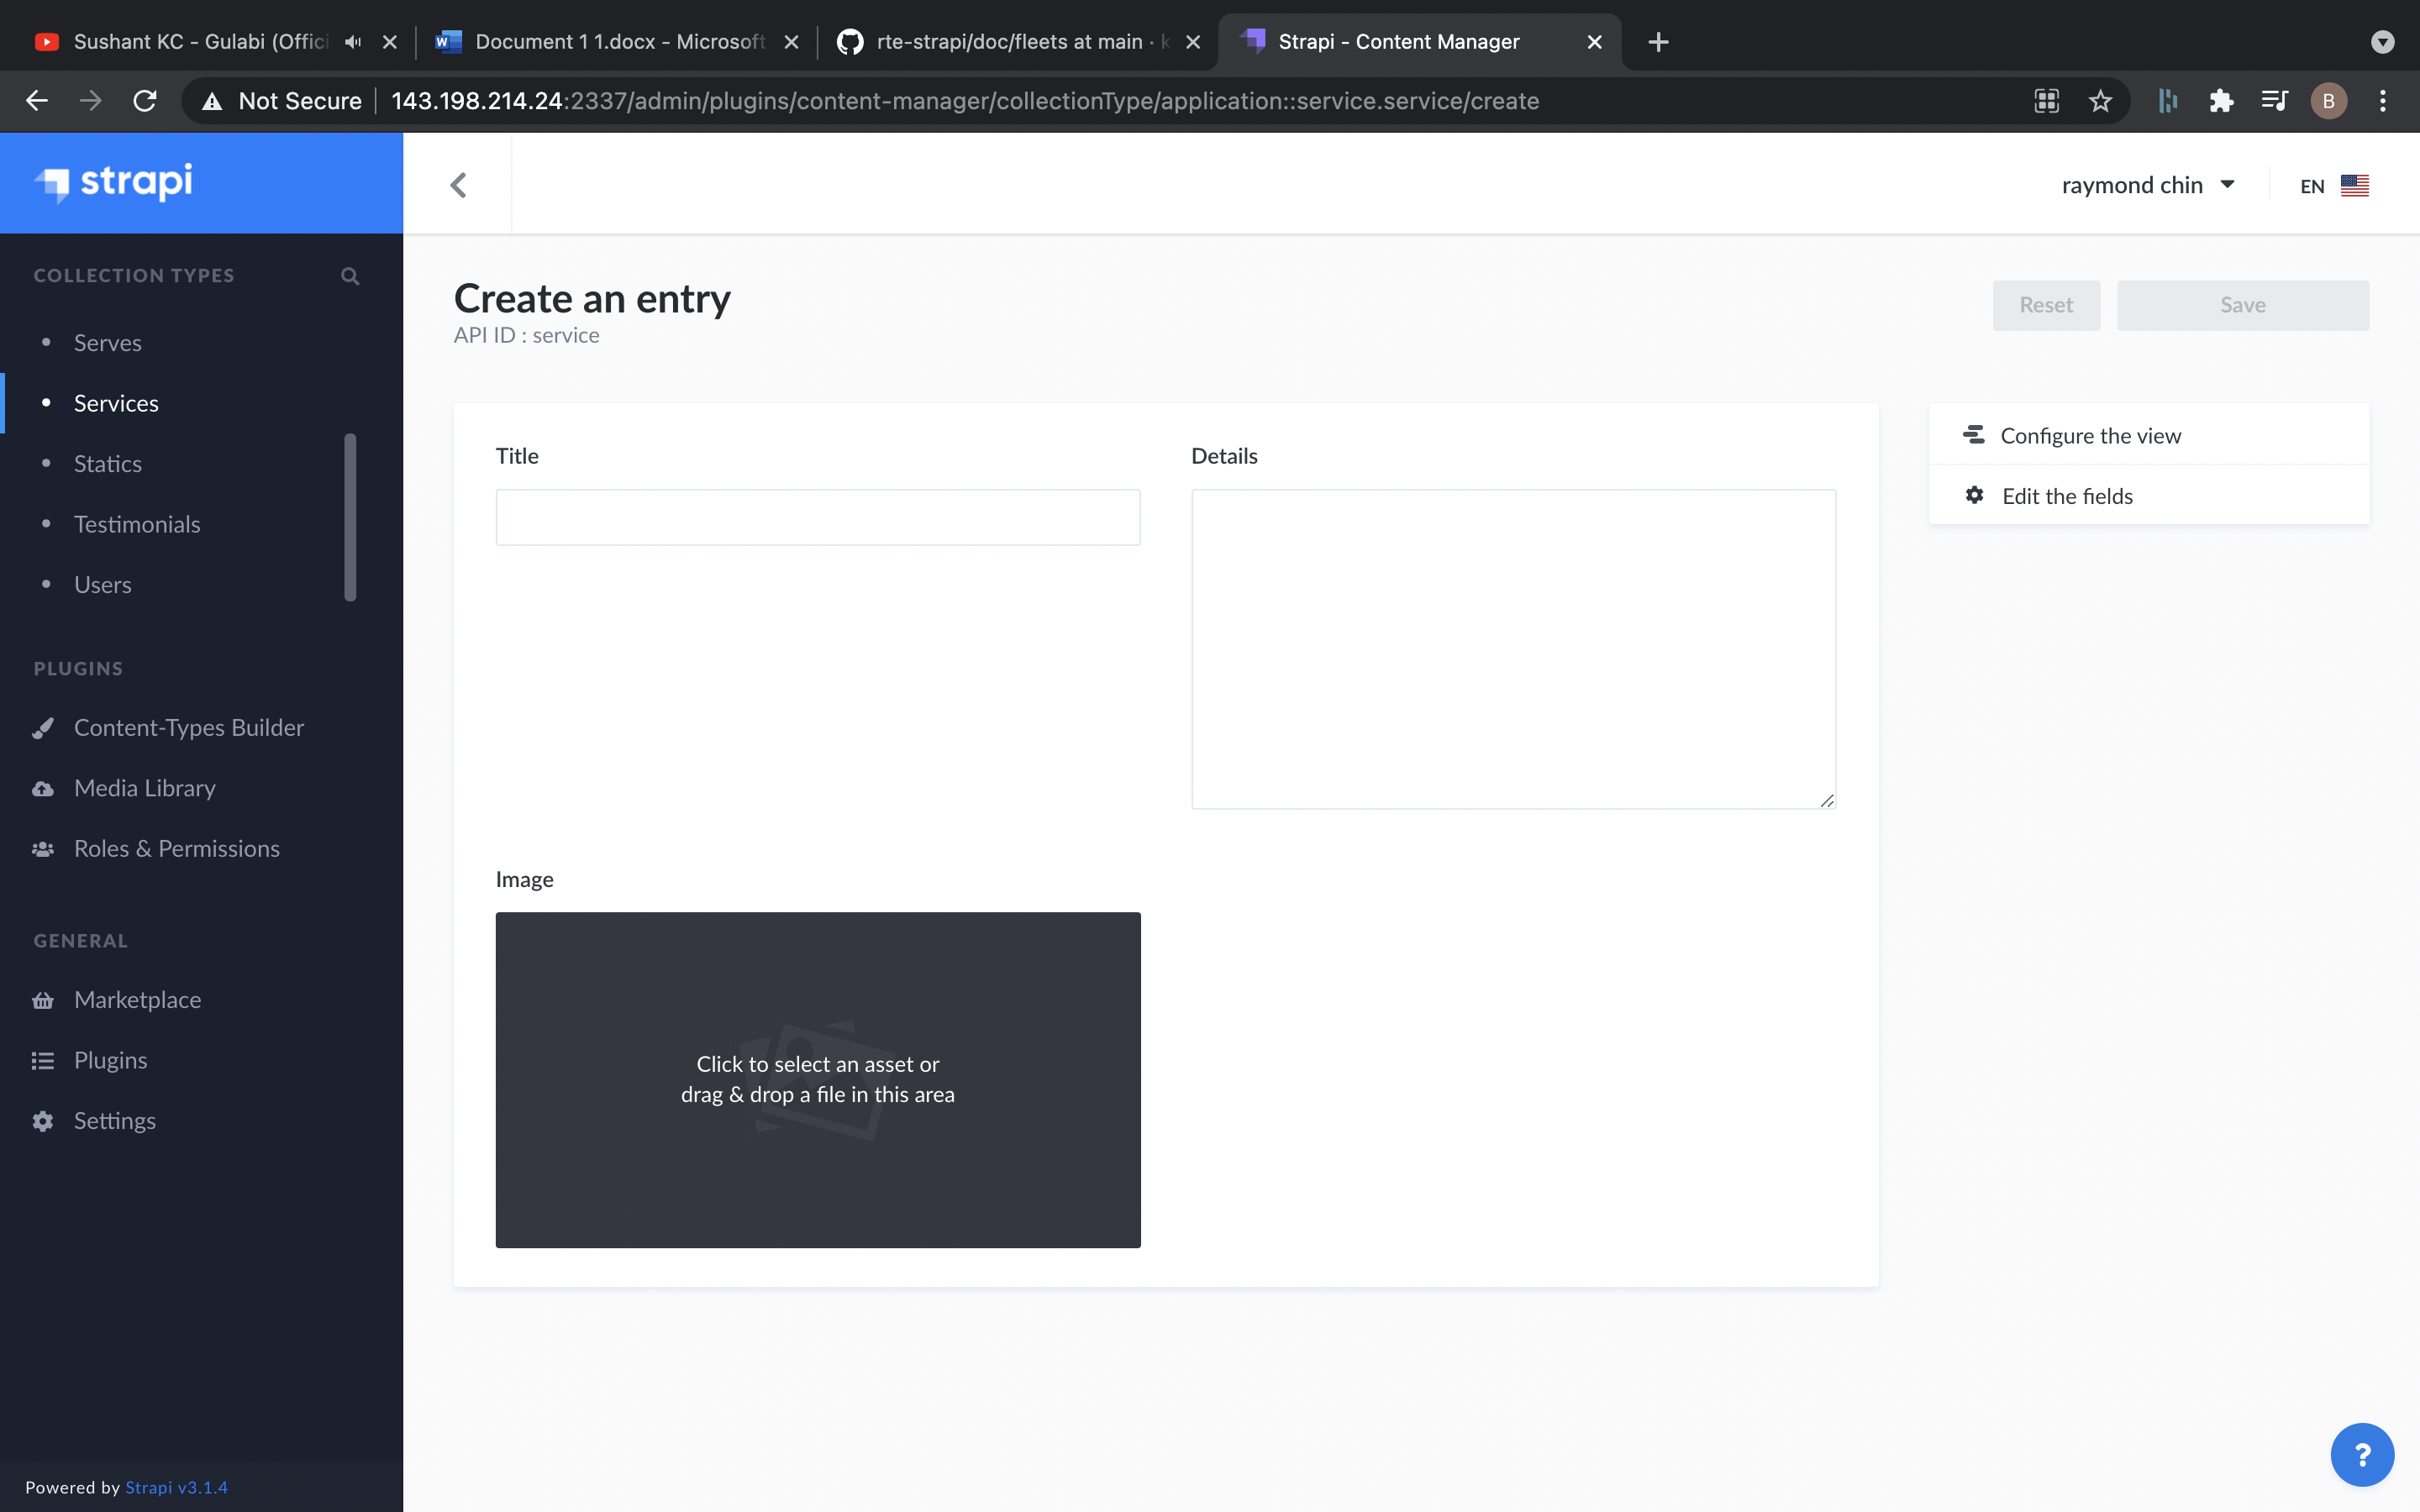 Sushant KC - Gulabi (Offici
Document 1 1.docx - Microsoft
rte-strapi/doc/fleets at main · k
Strapi - Content Manager
Not Secure
143.198.214.24:2337/admin/plugins/content-manager/collectionType/application::service.service/create
B
strapi
raymond chin
EN
COLLECTION TYPES
Serves
Services
Statics
Testimonials
Users
PLUGINS
Content-Types Builder
Media Library
Roles & Permissions
GENERAL
Marketplace
Plugins
Settings
Powered by Strapi v3.1.4
Create an entry
API ID : service
Reset
Save
Title
Details
Image
Click to select an asset or
drag & drop a file in this area
Configure the view
Edit the fields
?